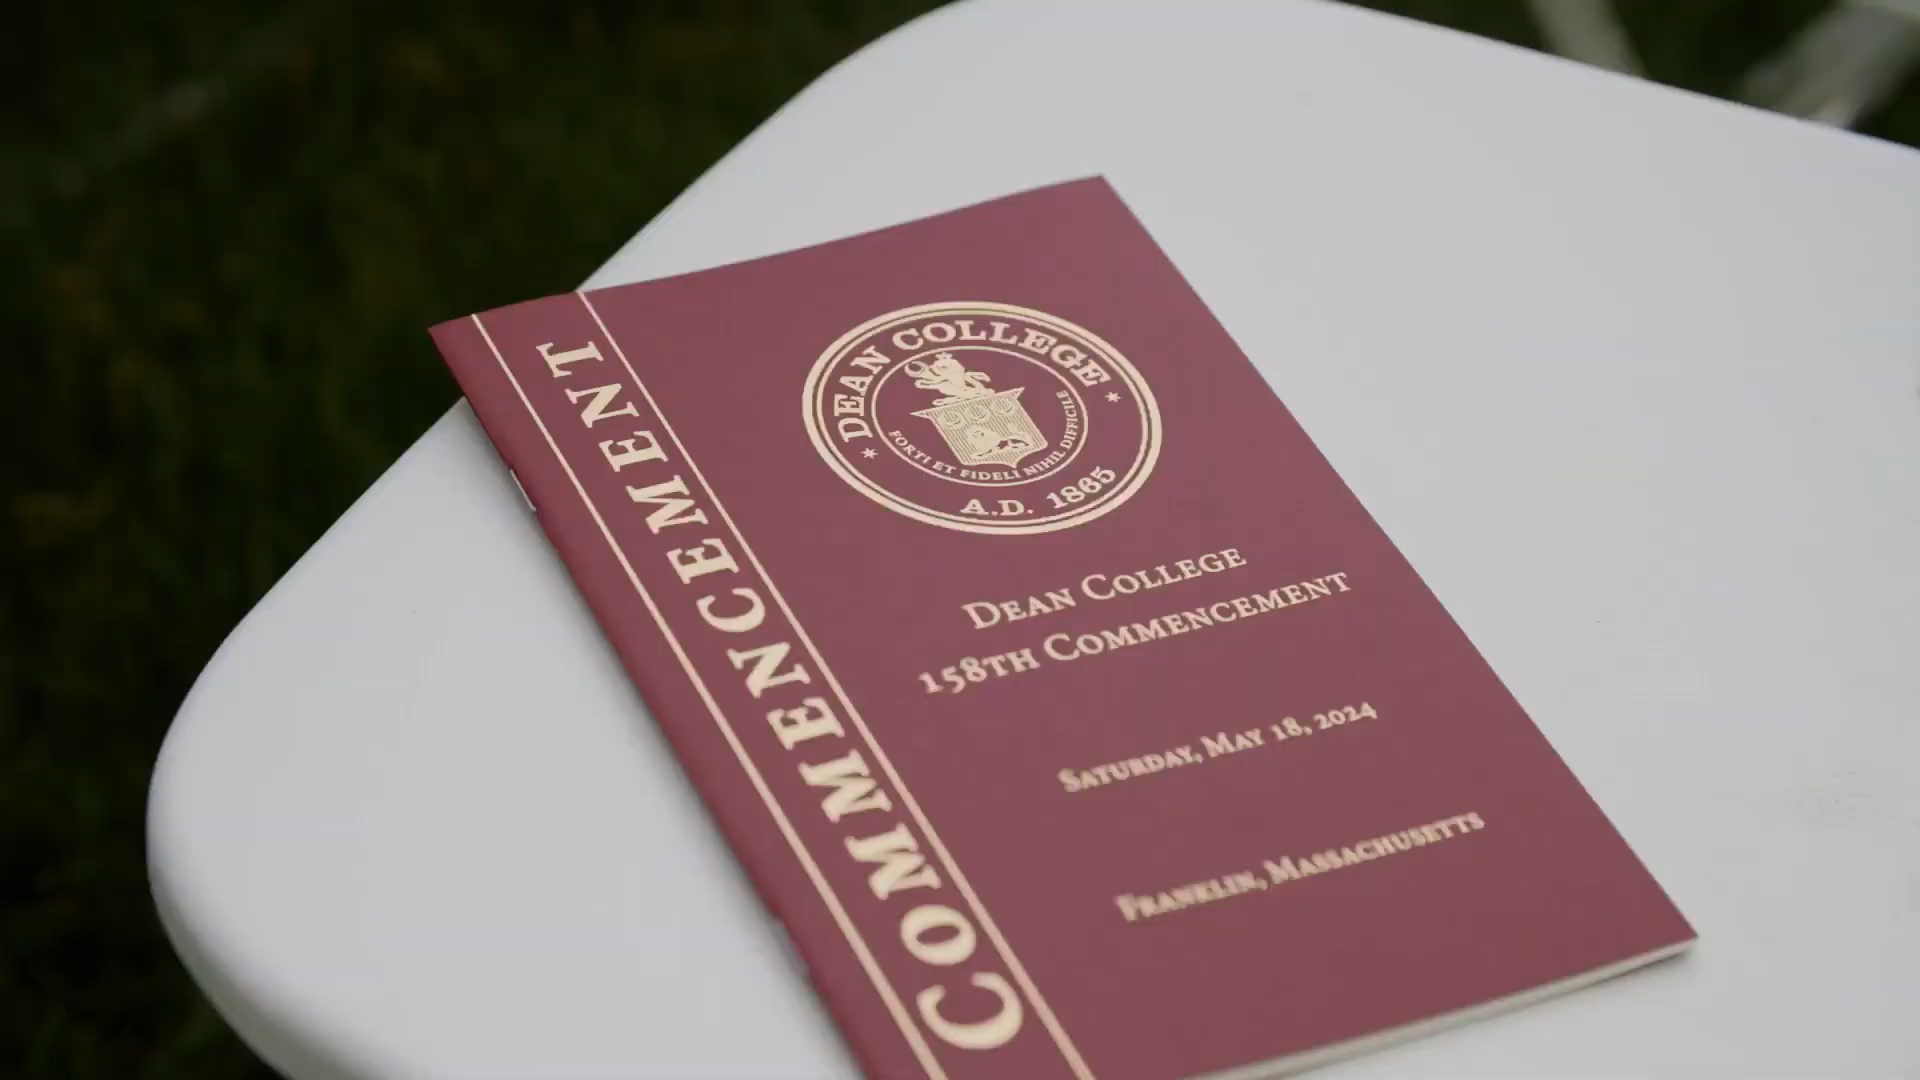 COMMENCEMENT
DEAN COLLEGE
FORTI ET FIDELI NIHIL DIFFICILE
A.D. 1865
DEAN COLLEGE
158TH COMMENCEMENT
SATURDAY, MAY 18, 2024
FRANKLIN, MASSACHUSETTS